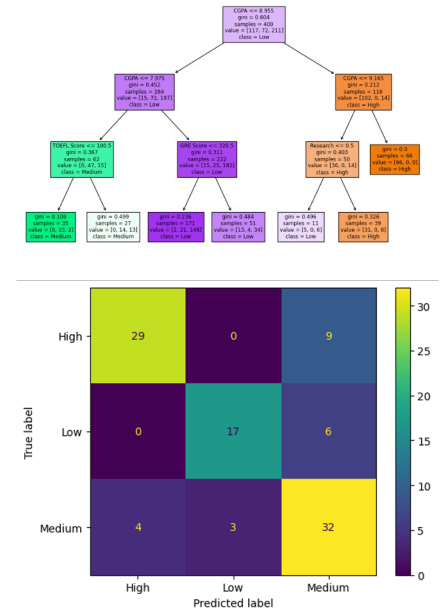 CGPA <= 8.955
gini = 0.604
samples = 400
value = [117, 72, 211]
class = Low
CGPA <= 7.975
gini = 0.452
samples = 284
value = [15, 72, 197]
class = Low
CGPA <= 9.165
gini = 0.212
samples = 116
value = [102, 0, 14]
class = High
TOEFL Score <= 100.5
gini = 0.367
samples = 62
value = [0, 47, 15]
class = Medium
GRE Score <= 320.5
gini = 0.311
samples = 222
value = [15, 25, 182]
class = Low
Research <= 0.5
gini = 0.403
samples = 50
value = [36, 0, 14]
class = High
gini = 0.0
samples = 66
value = [66, 0, 0]
class = High
gini = 0.108
samples = 35
value = [0, 33, 2]
class = Medium
gini = 0.499
samples = 27
value = [0, 14, 13]
class = Medium
gini = 0.236
samples = 171
value = [2, 21, 148]
class = Low
gini = 0.484
samples = 51
value = [13, 4, 34]
class = Low
gini = 0.496
samples = 11
value = [5, 0, 6]
class = Low
gini = 0.326
samples = 39
value = [31, 0, 8]
class = High
High
29
0
9
Low
0
17
6
Medium
4
3
32
High
Low
Medium
True label
Predicted label
30
25
20
15
10
5
0